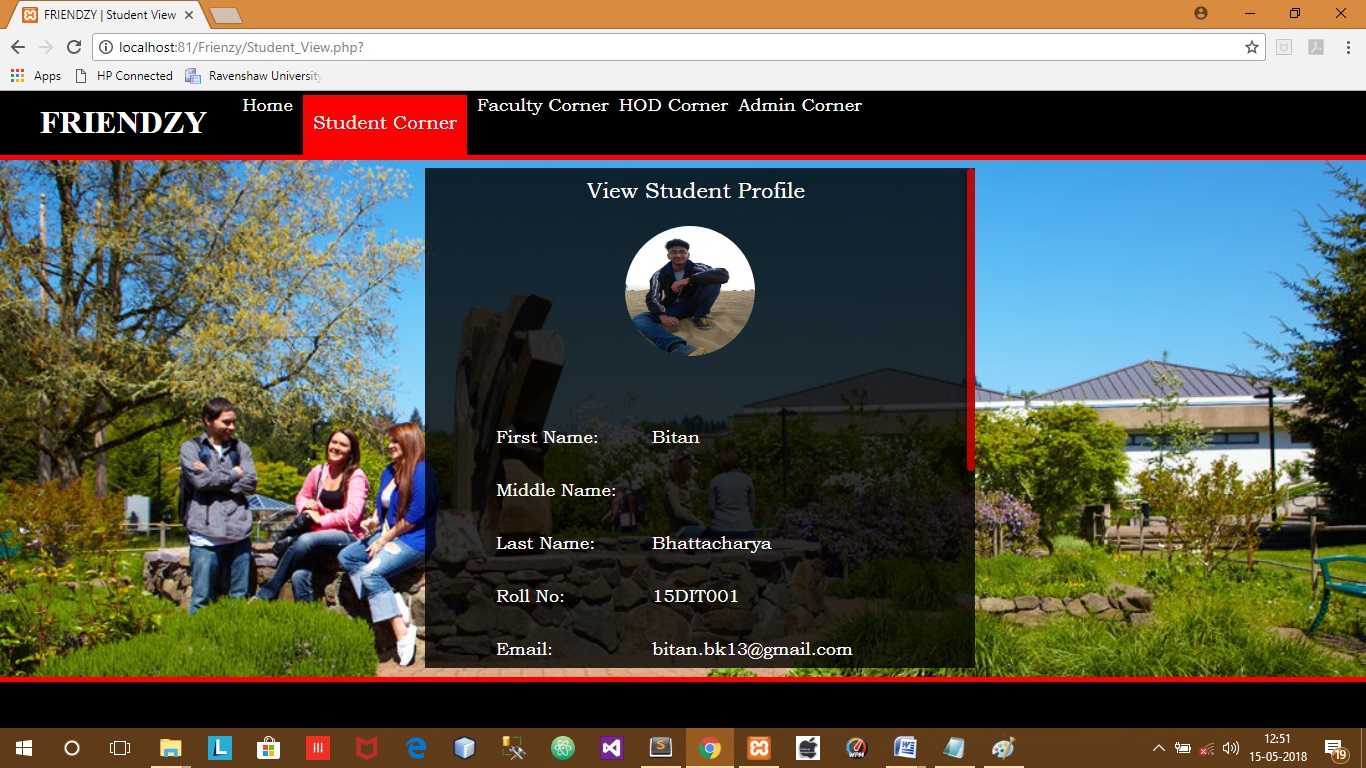 FRIENDZY | Student View
localhost:81/Frienzy/Student_View.php?
Apps HP Connected Ravenshaw University
FRIENDZY Home Student Corner Faculty Corner HOD Corner Admin Corner
View Student Profile
First Name: Bitan
Middle Name:
Last Name: Bhattacharya
Roll No: 15DIT001
Email: bitan.bk13@gmail.com
L
S
W
WPM
12:51
15-05-2018
19